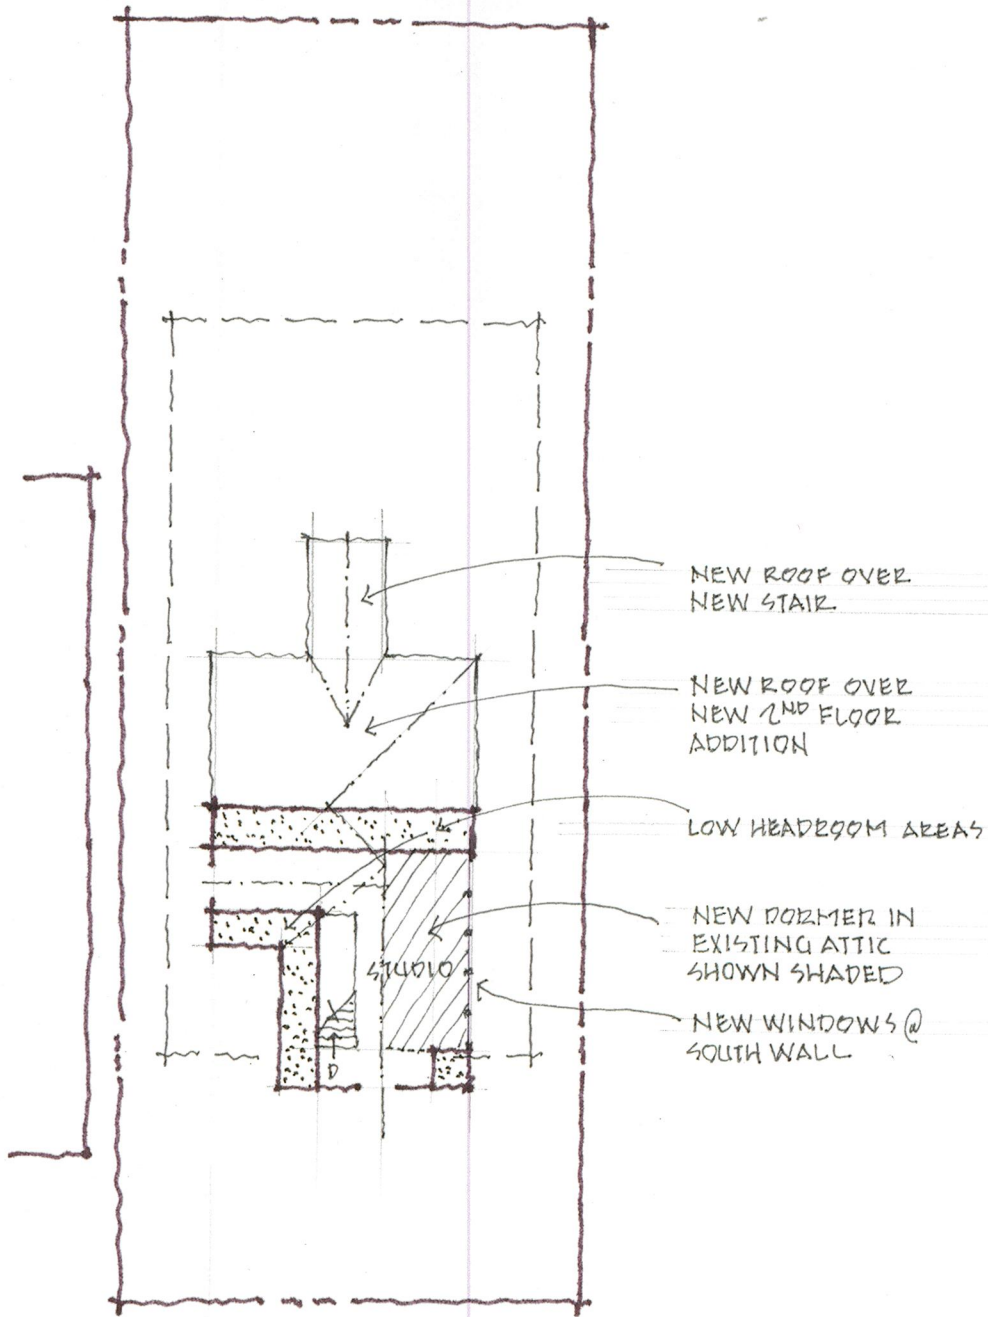 NEW ROOF OVER
NEW STAIR
NEW ROOF OVER
NEW 2ND FLOOR
ADDITION
LOW HEADROOM AREAS
NEW DORMER IN
EXISTING ATTIC
SHOWN SHADED
STUDIO
NEW WINDOWS @
SOUTH WALL
D